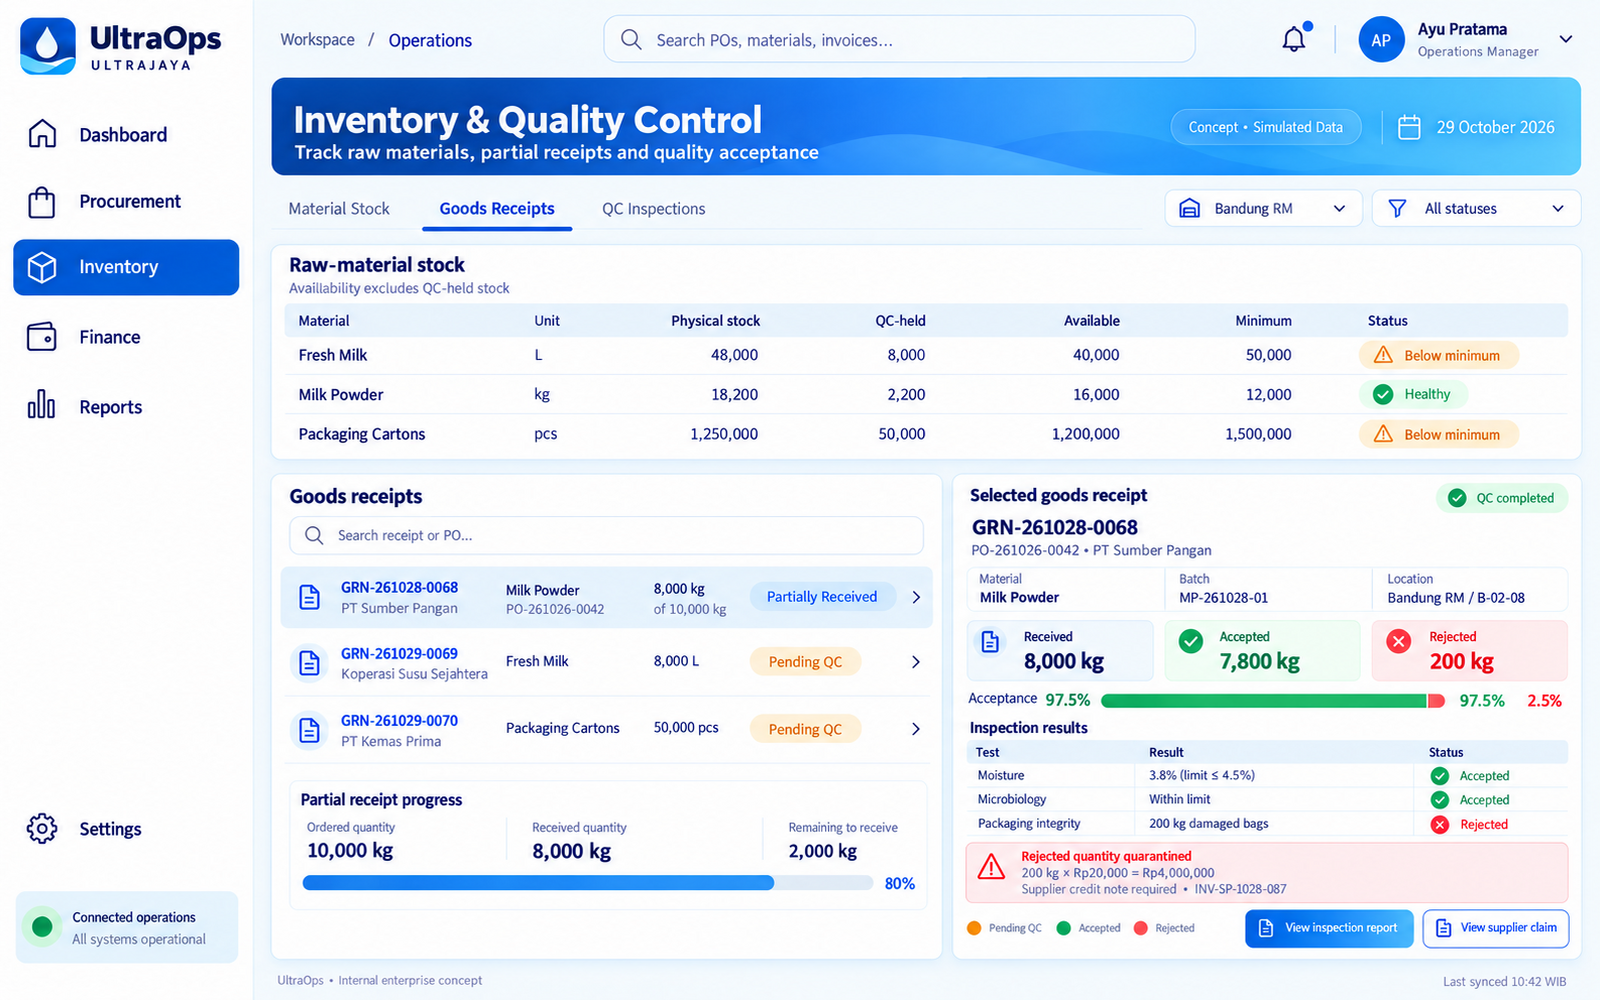 UltraOps
ULTRAJAYA
Dashboard
Procurement
Inventory
Finance
Reports
Settings
Connected operations
All systems operational
Workspace / Operations
Search POs, materials, invoices...
AP
Ayu Pratama
Operations Manager
Inventory & Quality Control
Track raw materials, partial receipts and quality acceptance
Concept • Simulated Data
29 October 2026
Material Stock
Goods Receipts
QC Inspections
Bandung RM
All statuses
Raw-material stock
Availlability excludes QC-held stock
Material Unit Physical stock QC-held Available Minimum Status
Fresh Milk L 48,000 8,000 40,000 50,000 Below minimum
Milk Powder kg 18,200 2,200 16,000 12,000 Healthy
Packaging Cartons pcs 1,250,000 50,000 1,200,000 1,500,000 Below minimum
Goods receipts
Search receipt or PO...
GRN-261028-0068 Milk Powder 8,000 kg Partially Received
PT Sumber Pangan PO-261026-0042 of 10,000 kg
GRN-261029-0069 Fresh Milk 8,000 L Pending QC
Koperasi Susu Sejahtera
GRN-261029-0070 Packaging Cartons 50,000 pcs Pending QC
PT Kemas Prima
Partial receipt progress
Ordered quantity Received quantity Remaining to receive
10,000 kg 8,000 kg 2,000 kg
80%
Selected goods receipt
QC completed
GRN-261028-0068
PO-261026-0042 • PT Sumber Pangan
Material Batch Location
Milk Powder MP-261028-01 Bandung RM / B-02-08
Received Accepted Rejected
8,000 kg 7,800 kg 200 kg
Acceptance 97.5% 97.5% 2.5%
Inspection results
Test Result Status
Moisture 3.8% (limit ≤ 4.5%) Accepted
Microbiology Within limit Accepted
Packaging integrity 200 kg damaged bags Rejected
Rejected quantity quarantined
200 kg × Rp20,000 = Rp4,000,000
Supplier credit note required • INV-SP-1028-087
Pending QC Accepted Rejected
View inspection report
View supplier claim
UltraOps • Internal enterprise concept
Last synced 10:42 WIB